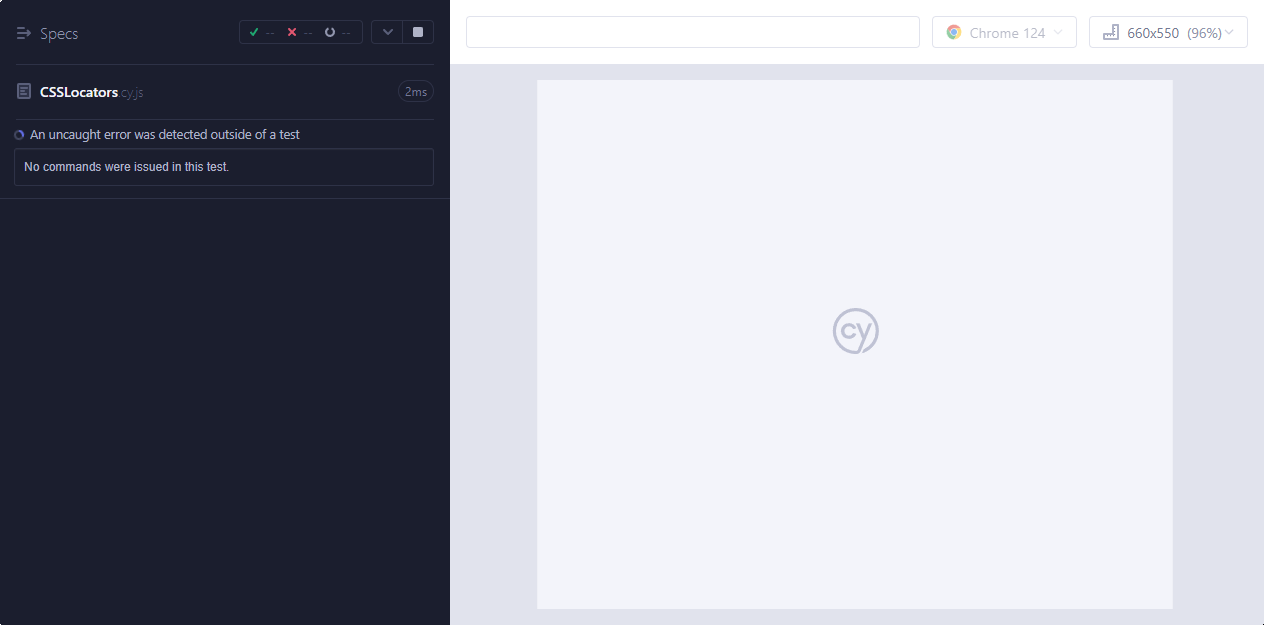 Specs -- -- --
CSSLocators.cy.js 2ms
An uncaught error was detected outside of a test
No commands were issued in this test.
Chrome 124 660x550 (96%)
cy